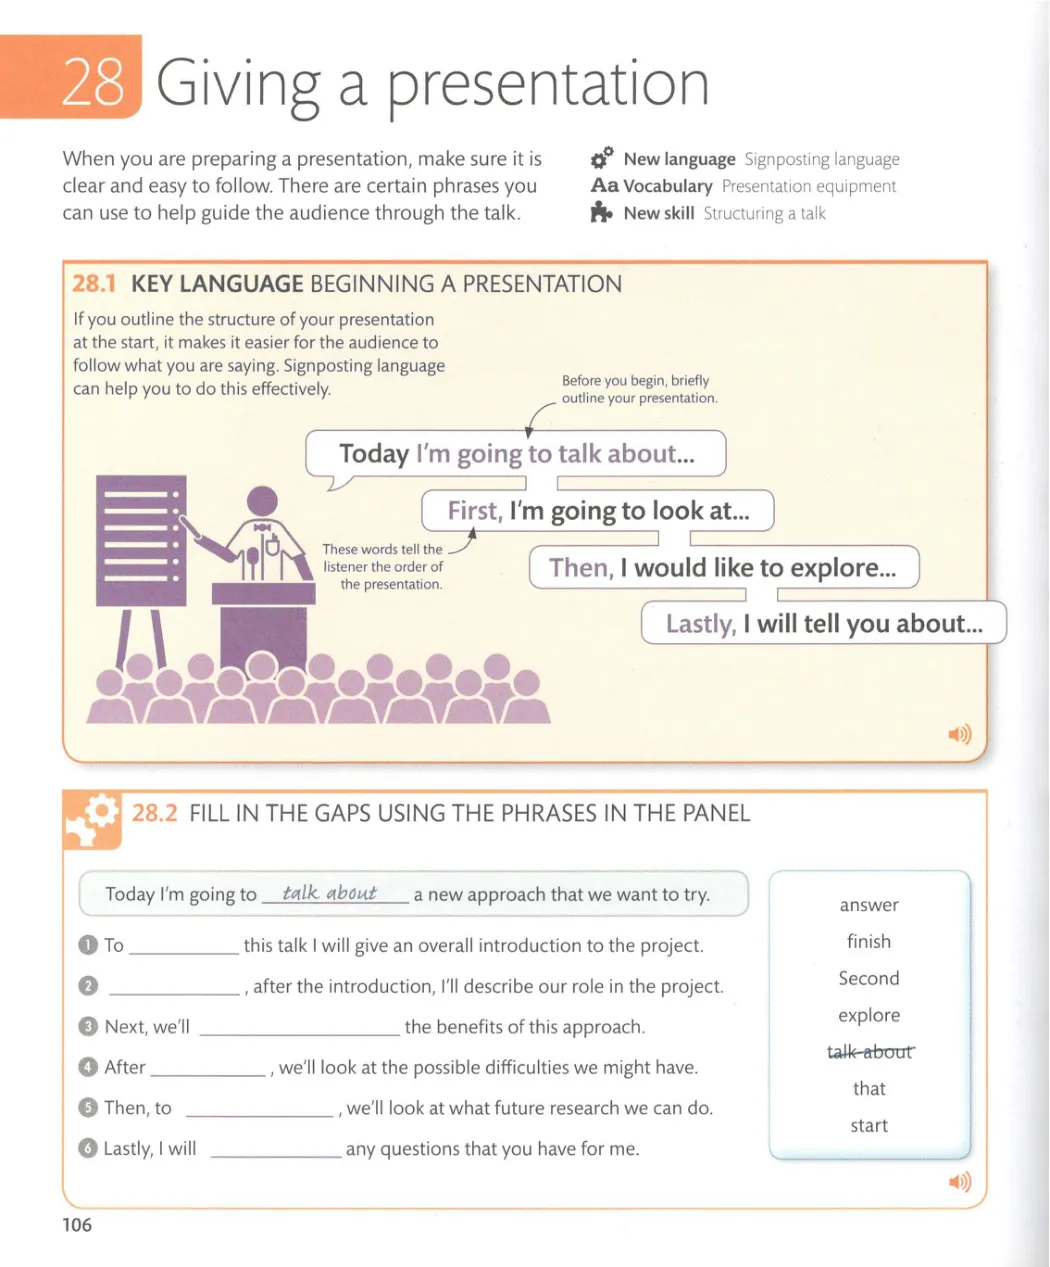 28 Giving a presentation
When you are preparing a presentation, make sure it is
clear and easy to follow. There are certain phrases you
can use to help guide the audience through the talk.
New language Signposting language
Aa Vocabulary Presentation equipment
New skill Structuring a talk
28.1 KEY LANGUAGE BEGINNING A PRESENTATION
If you outline the structure of your presentation
at the start, it makes it easier for the audience to
follow what you are saying. Signposting language
can help you to do this effectively.
Before you begin, briefly
outline your presentation.
Today I'm going to talk about...
First, I'm going to look at...
These words tell the
listener the order of
the presentation.
Then, I would like to explore...
Lastly, I will tell you about...
28.2 FILL IN THE GAPS USING THE PHRASES IN THE PANEL
Today I'm going to talk about a new approach that we want to try.
1 To ____________ this talk I will give an overall introduction to the project.
2 ______________ , after the introduction, I'll describe our role in the project.
3 Next, we'll ______________________ the benefits of this approach.
4 After _____________ , we'll look at the possible difficulties we might have.
5 Then, to ________________ , we'll look at what future research we can do.
6 Lastly, I will ______________ any questions that you have for me.
answer
finish
Second
explore
talk about
that
start
106